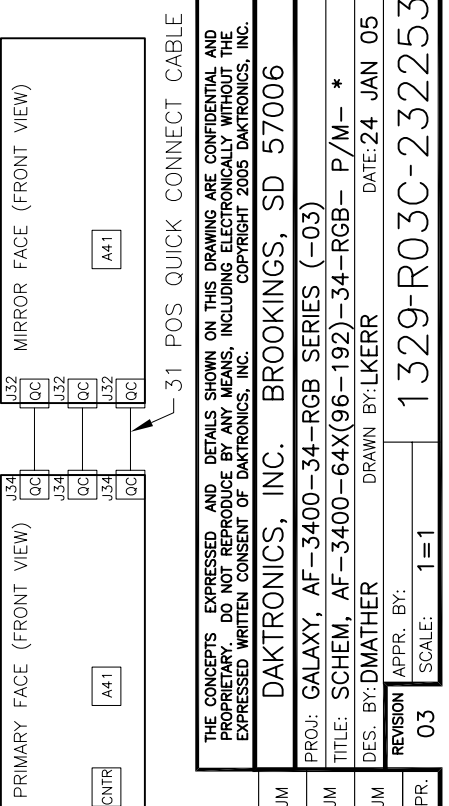 PRIMARY FACE (FRONT VIEW)
CNTR
A41
J34
QC
J34
QC
J34
QC
MIRROR FACE (FRONT VIEW)
A41
J32
QC
J32
QC
J32
QC
31 POS QUICK CONNECT CABLE
THE CONCEPTS EXPRESSED AND DETAILS SHOWN ON THIS DRAWING ARE CONFIDENTIAL AND
PROPRIETARY. DO NOT REPRODUCE BY ANY MEANS, INCLUDING ELECTRONICALLY WITHOUT THE
EXPRESSED WRITTEN CONSENT OF DAKTRONICS, INC. COPYRIGHT 2005 DAKTRONICS, INC.
DAKTRONICS, INC. BROOKINGS, SD 57006
PROJ: GALAXY, AF-3400-34-RGB SERIES (-03)
TITLE: SCHEM, AF-3400-64X(96-192)-34-RGB- P/M- *
DES. BY: DMATHER DRAWN BY: LKERR DATE: 24 JAN 05
REVISION
03
APPR. BY:
SCALE: 1=1
1329-R03C-232253
UM
UM
UM
PR.